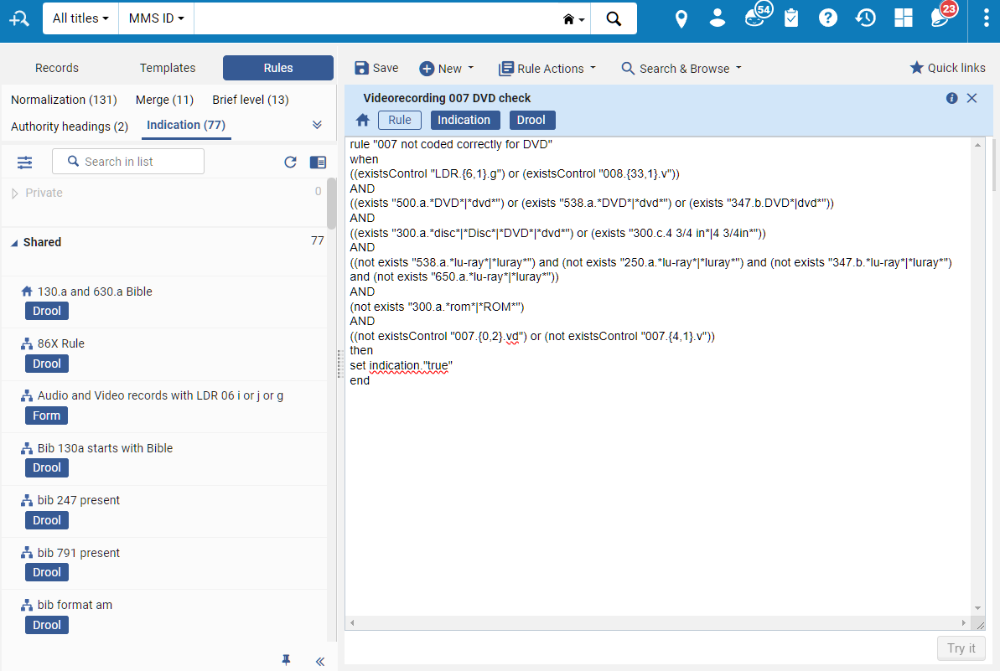 All titles
MMS ID
54
23
Records
Templates
Rules
Save
New
Rule Actions
Search & Browse
Quick links
Normalization (131)
Merge (11)
Brief level (13)
Authority headings (2)
Indication (77)
Search in list
Private
0
Shared
77
130.a and 630.a Bible
Drool
86X Rule
Drool
Audio and Video records with LDR 06 i or j or g
Form
Bib 130a starts with Bible
Drool
bib 247 present
Drool
bib 791 present
Drool
bib format am
Drool
Videorecording 007 DVD check
Rule
Indication
Drool
rule "007 not coded correctly for DVD"
when
((existsControl "LDR.{6,1}.g") or (existsControl "008.{33,1}.v"))
AND
((exists "500.a.*DVD*|*dvd*") or (exists "538.a.*DVD*|*dvd*") or (exists "347.b.DVD*|dvd*"))
AND
((exists "300.a.*disc*|*Disc*|*DVD*|*dvd*") or (exists "300.c.4 3/4 in*|4 3/4in*"))
AND
((not exists "538.a.*lu-ray*|*luray*") and (not exists "250.a.*lu-ray*|*luray*") and (not exists "347.b.*lu-ray*|*luray*")
and (not exists "650.a.*lu-ray*|*luray*"))
AND
(not exists "300.a.*rom*|*ROM*")
AND
((not existsControl "007.{0,2}.vd") or (not existsControl "007.{4,1}.v"))
then
set indication."true"
end
Try it